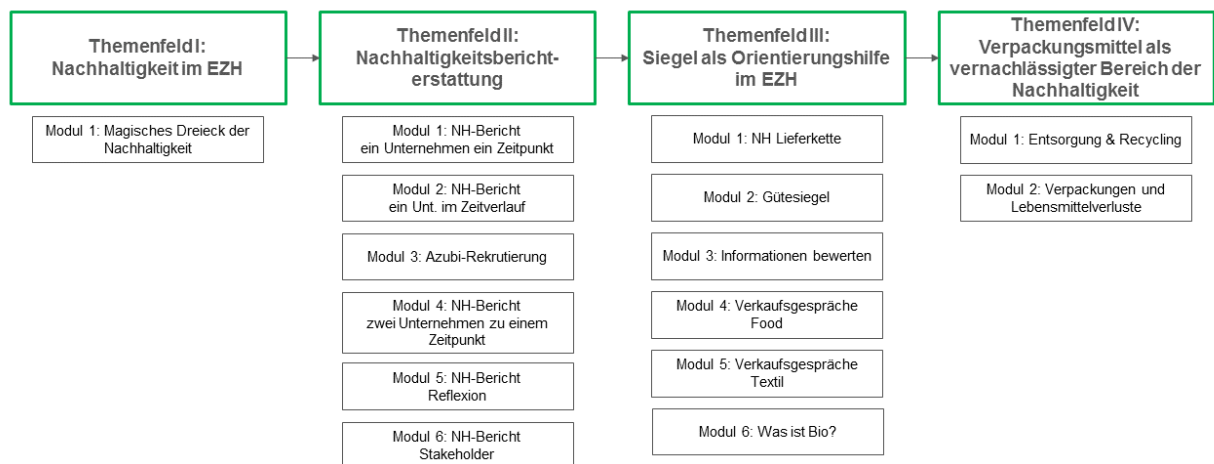 Themenfeld I:
Nachhaltigkeit im EZH
Modul 1: Magisches Dreieck der
Nachhaltigkeit
Themenfeld II:
Nachhaltigkeitsbericht-
erstattung
Modul 1: NH-Bericht
ein Unternehmen ein Zeitpunkt
Modul 2: NH-Bericht
ein Unt. im Zeitverlauf
Modul 3: Azubi-Rekrutierung
Modul 4: NH-Bericht
zwei Unternehmen zu einem
Zeitpunkt
Modul 5: NH-Bericht
Reflexion
Modul 6: NH-Bericht
Stakeholder
Themenfeld III:
Siegel als Orientierungshilfe
im EZH
Modul 1: NH Lieferkette
Modul 2: Gütesiegel
Modul 3: Informationen bewerten
Modul 4: Verkaufsgespräche
Food
Modul 5: Verkaufsgespräche
Textil
Modul 6: Was ist Bio?
Themenfeld IV:
Verpackungsmittel als
vernachlässigter Bereich der
Nachhaltigkeit
Modul 1: Entsorgung & Recycling
Modul 2: Verpackungen und
Lebensmittelverluste